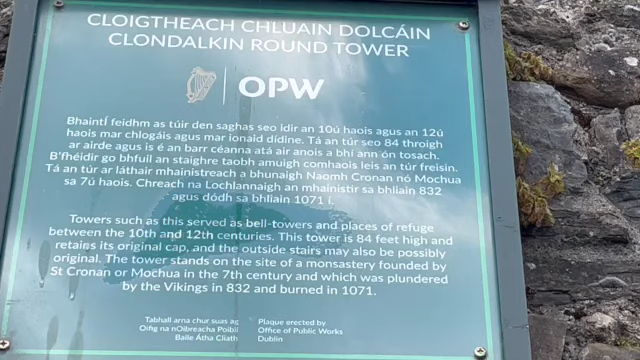 CLOIGTHEACH CHLUAIN DOLCÁIN
CLONDALKIN ROUND TOWER
OPW
Bhaintí feidhm as túir den saghas seo idir an 10ú haois agus an 12ú
haois mar chlogáis agus mar ionaid dídine. Tá an túr seo 84 throigh
ar airde agus is é an barr céanna atá air anois a bhí ann ón tosach.
B'fhéidir go bhfuil an staighre taobh amuigh comhaois leis an túr freisin.
Tá an túr ar láthair mhainistreach a bhunaigh Naomh Cronan nó Mochua
sa 7ú haois. Chreach na Lochlannaigh an mhainistir sa bhliain 832
agus dódh sa bhliain 1071 í.
Towers such as this served as bell-towers and places of refuge
between the 10th and 12th centuries. This tower is 84 feet high and
retains its original cap, and the outside stairs may also be possibly
original. The tower stands on the site of a monastery founded by
St Cronan or Mochua in the 7th century and which was plundered
by the Vikings in 832 and burned in 1071.
Tabhall arna chur suas ag
Oifig na nOibreacha Poiblí
Baile Átha Cliath
Plaque erected by
Office of Public Works
Dublin